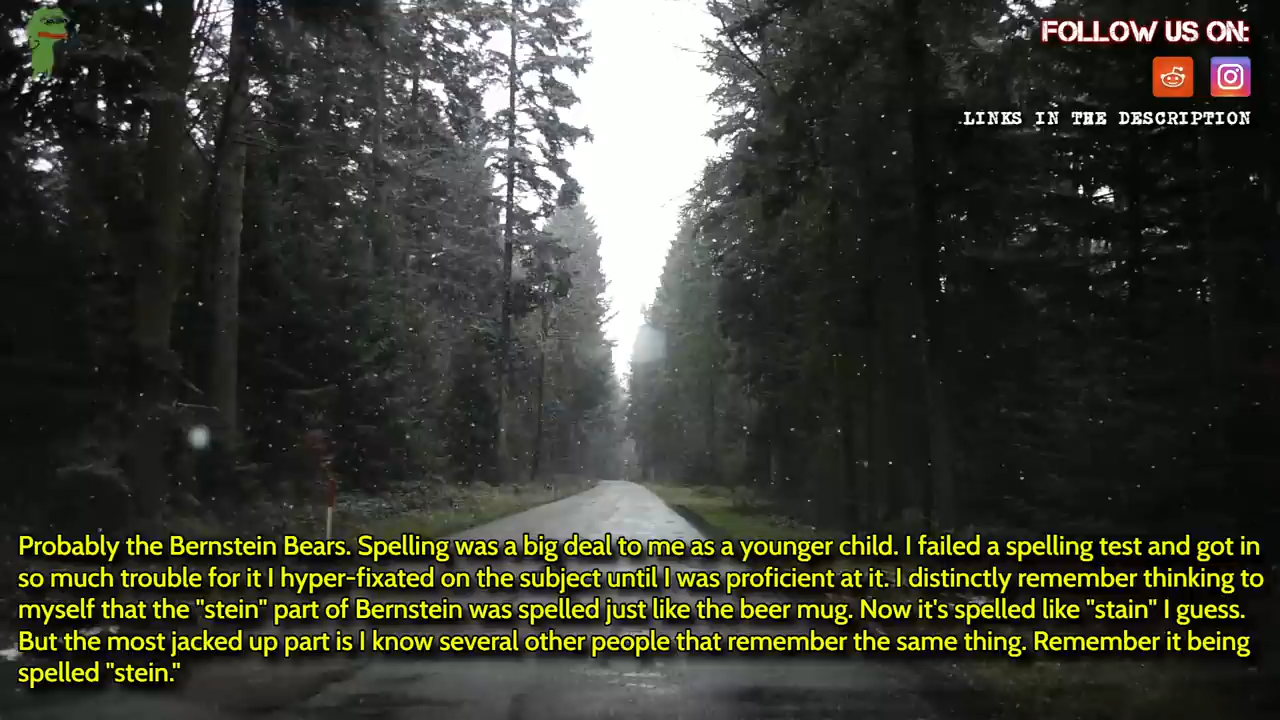 FOLLOW US ON:
LINKS IN THE DESCRIPTION
Probably the Bernstein Bears. Spelling was a big deal to me as a younger child. I failed a spelling test and got in
so much trouble for it I hyper-fixated on the subject until I was proficient at it. I distinctly remember thinking to
myself that the "stein" part of Bernstein was spelled just like the beer mug. Now it's spelled like "stain" I guess.
But the most jacked up part is I know several other people that remember the same thing. Remember it being
spelled "stein."